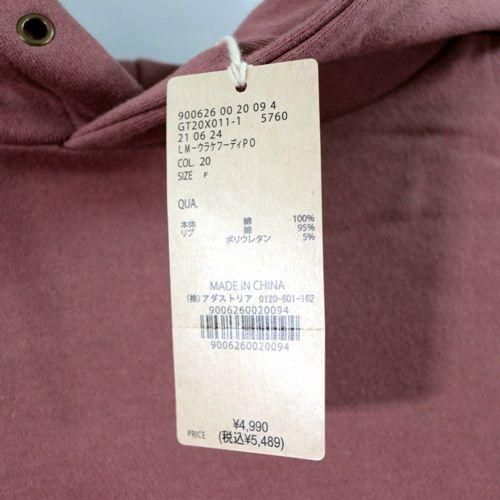 900626 00 20 09 4
GT20X011-1 5760
21 06 24
LM-ウラケフーディPO
COL. 20
SIZE F
QUA.
本体 綿 100%
リブ 綿 95%
ポリウレタン 5%
MADE IN CHINA
(株)アダストリア 0120-601-162
9006260020094
9006260020094
¥4,990
PRICE (税込¥5,489)